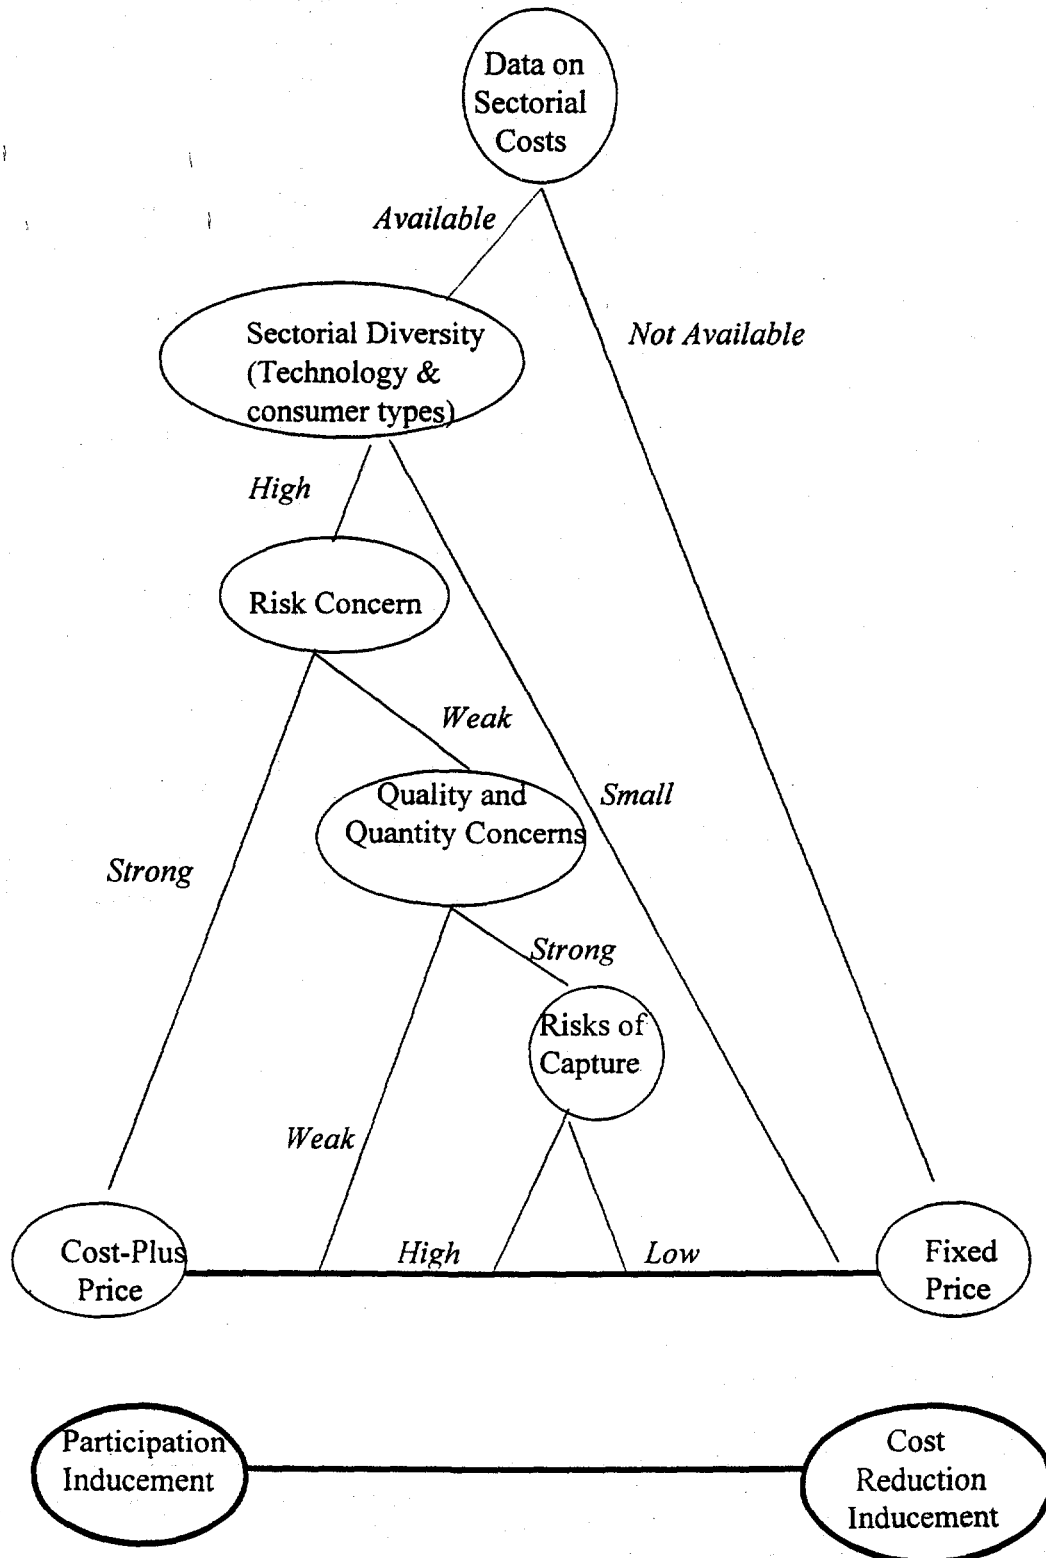 Data on
Sectorial
Costs
Available
Not Available
Sectorial Diversity
(Technology &
consumer types)
High
Risk Concern
Weak
Quality and
Quantity Concerns
Small
Strong
Strong
Risks of
Capture
Weak
Cost-Plus
Price
High
Low
Fixed
Price
Participation
Inducement
Cost
Reduction
Inducement